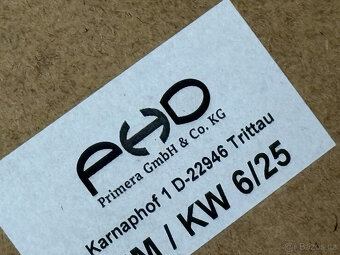 PHD
Primera GmbH & Co. KG
Karnaphof 1 D-22946 Trittau
M / KW 6/25